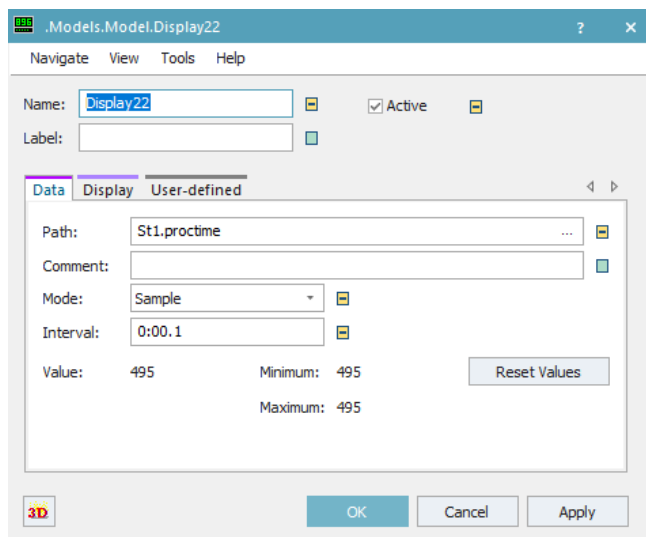 .Models.Model.Display22 ? ×
Navigate View Tools Help
Name: Display22 Active
Label:
Data Display User-defined
Path: St1.proctime ...
Comment:
Mode: Sample
Interval: 0:00.1
Value: 495 Minimum: 495 Reset Values
Maximum: 495
3D OK Cancel Apply